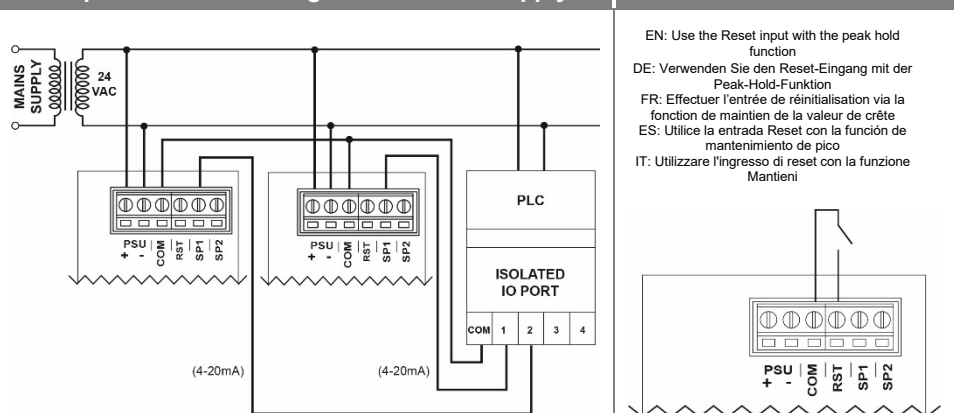 EN: Use the Reset input with the peak hold
function
DE: Verwenden Sie den Reset-Eingang mit der
Peak-Hold-Funktion
FR: Effectuer l'entrée de réinitialisation via la
fonction de maintien de la valeur de crête
ES: Utilice la entrada Reset con la función de
mantenimiento de pico
IT: Utilizzare l'ingresso di reset con la funzione
Mantieni
MAINS
SUPPLY
24
VAC
PSU
+ -
COM
RST
SP1
SP2
PSU
+ -
COM
RST
SP1
SP2
PLC
ISOLATED
IO PORT
COM 1 2 3 4
(4-20mA)
(4-20mA)
PSU
+ -
COM
RST
SP1
SP2